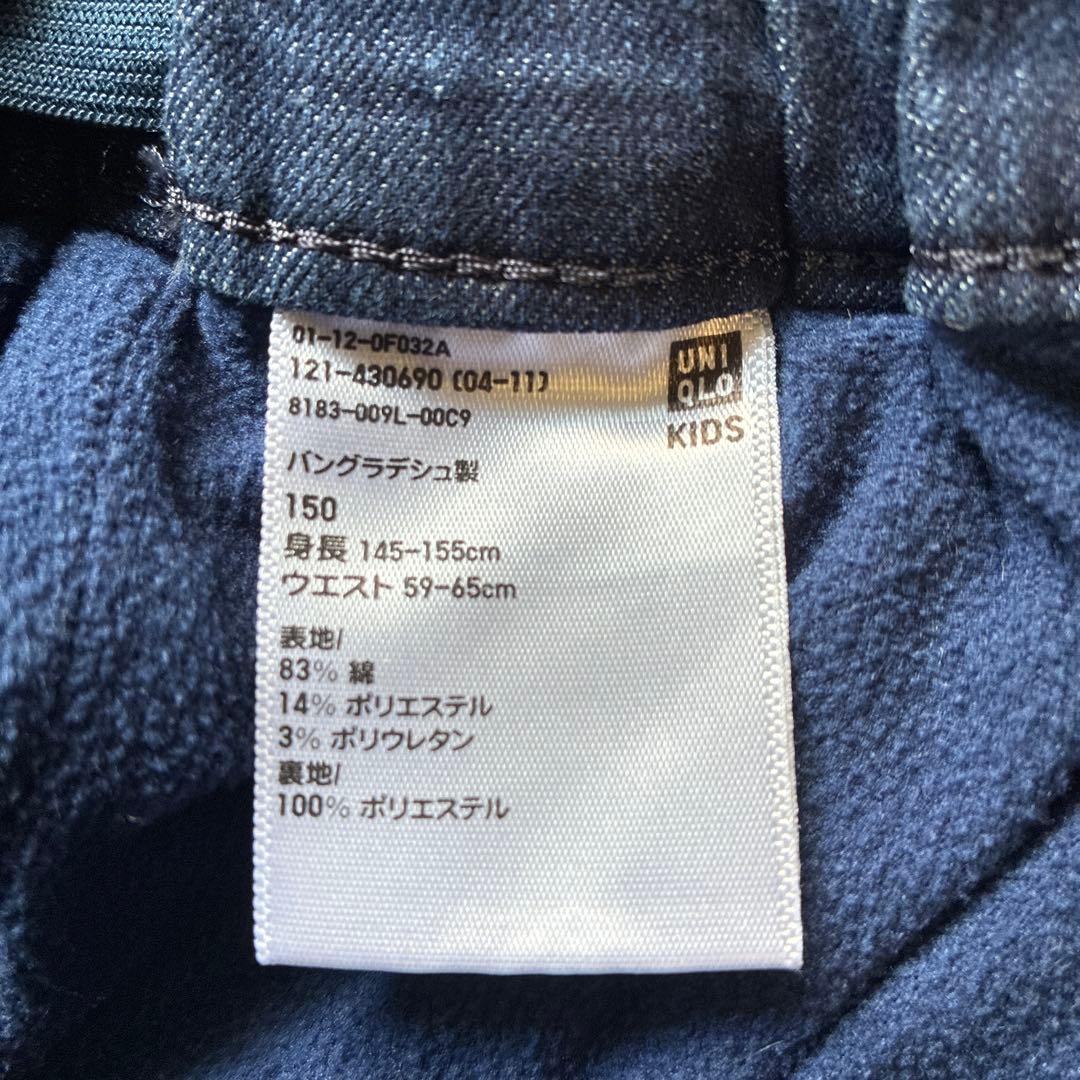 01-12-0F032A
121-430690 (04-11)
8183-009L-00C9
UNI
QLO
KIDS
バングラデシュ製
150
身長 145-155cm
ウエスト 59-65cm
表地/
83% 綿
14% ポリエステル
3% ポリウレタン
裏地/
100% ポリエステル